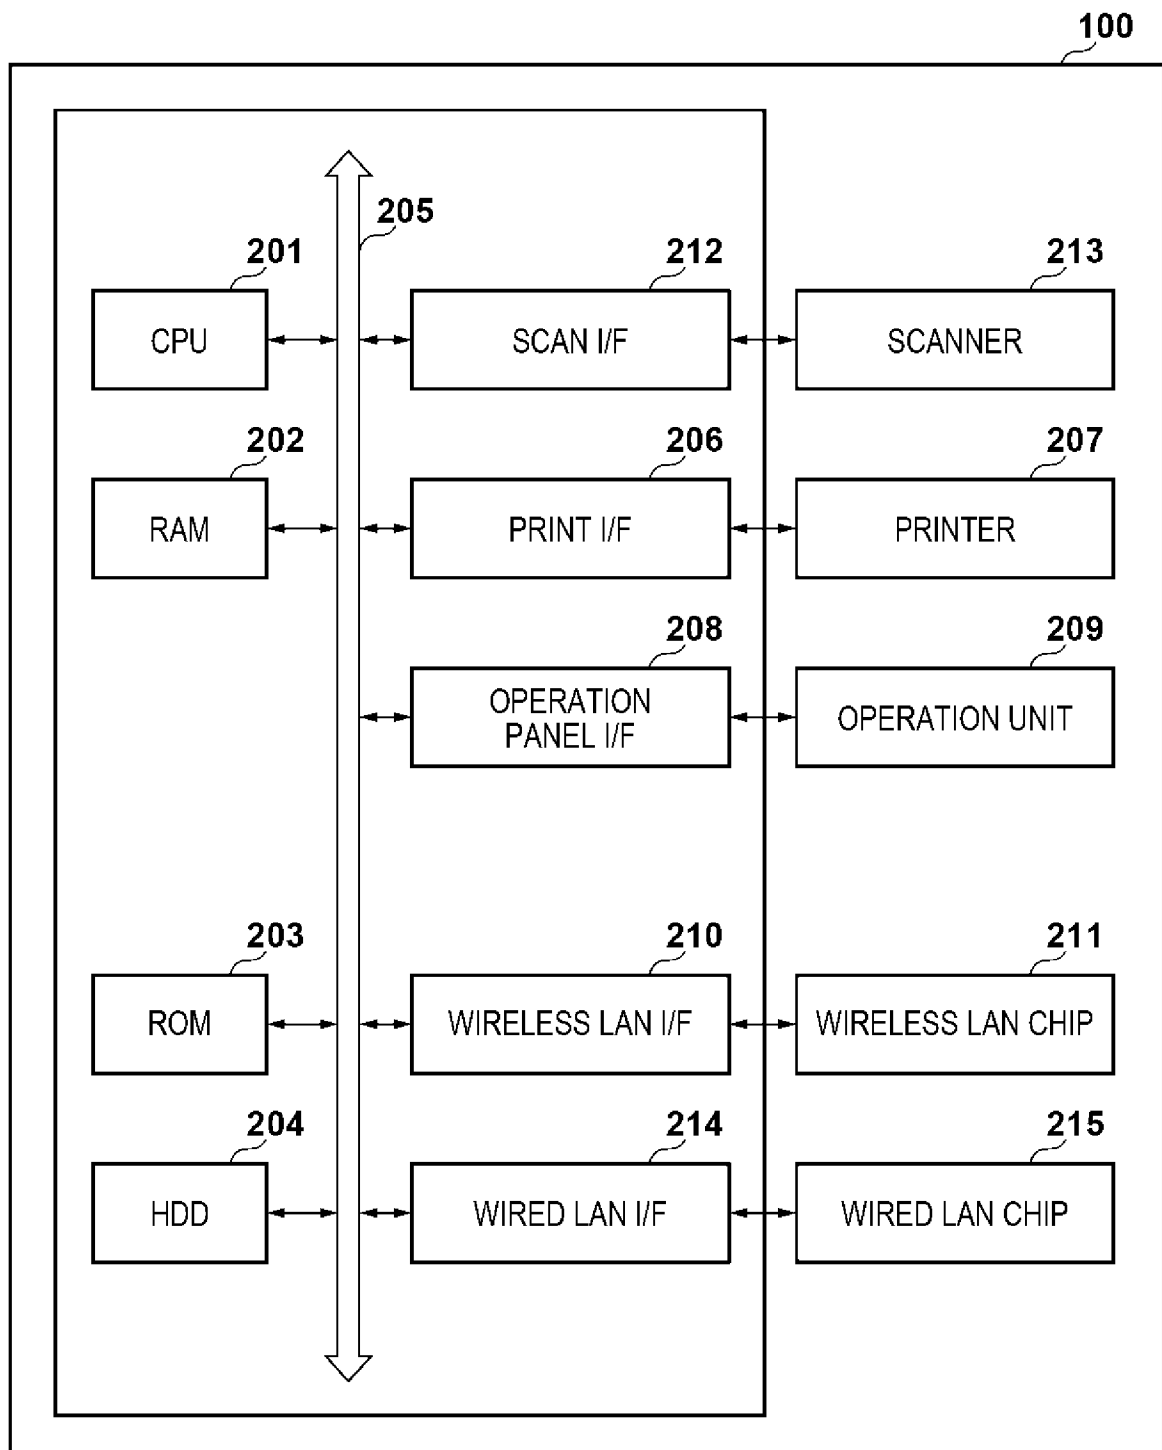 100
205
201
212
213
CPU
SCAN I/F
SCANNER
202
206
207
RAM
PRINT I/F
PRINTER
208
209
OPERATION
PANEL I/F
OPERATION UNIT
203
210
211
ROM
WIRELESS LAN I/F
WIRELESS LAN CHIP
204
214
215
HDD
WIRED LAN I/F
WIRED LAN CHIP